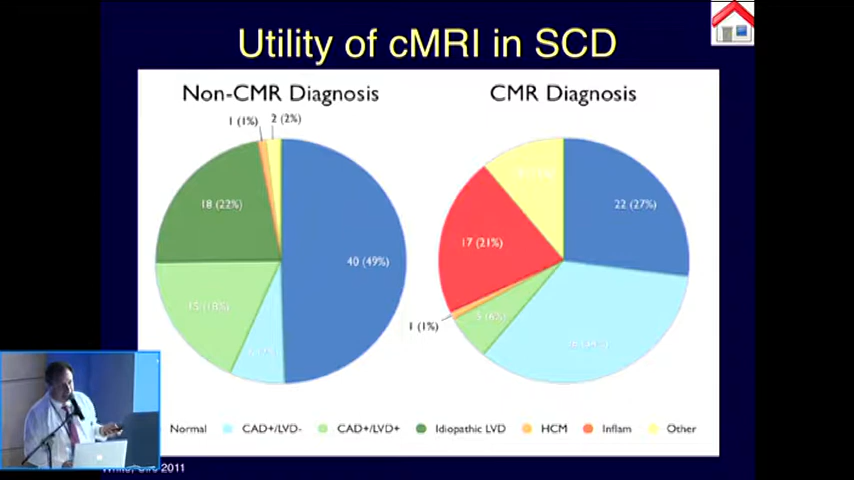 Utility of cMRI in SCD
Non-CMR Diagnosis
CMR Diagnosis
1 (1%)
2 (2%)
18 (22%)
40 (49%)
15 (18%)
22 (27%)
17 (21%)
5 (6%)
1 (1%)
Normal
CAD+/LVD-
CAD+/LVD+
Idiopathic LVD
HCM
Inflam
Other
2011